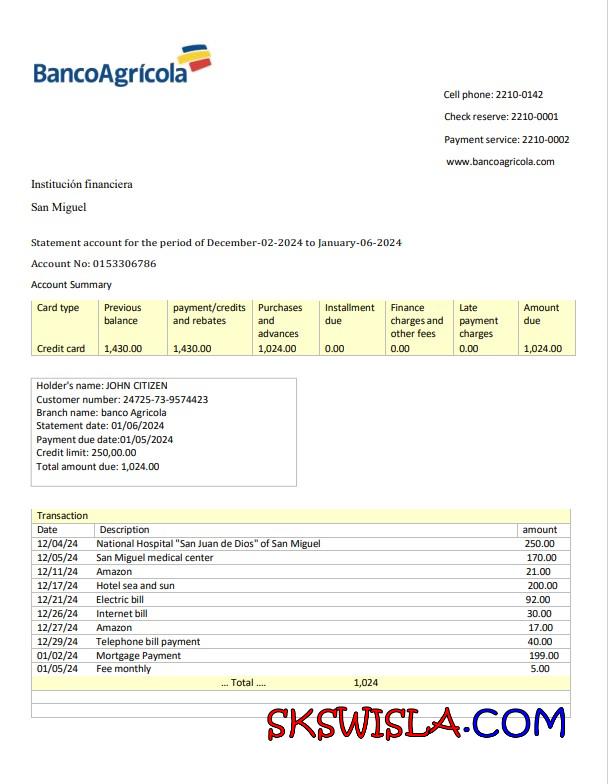 BancoAgrícola
Cell phone: 2210-0142
Check reserve: 2210-0001
Payment service: 2210-0002
www.bancoagricola.com
Institución financiera
San Miguel
Statement account for the period of December-02-2024 to January-06-2024
Account No: 0153306786
Account Summary
Card type Previous balance payment/credits and rebates Purchases and advances Installment due Finance charges and other fees Late payment charges Amount due
Credit card 1,430.00 1,430.00 1,024.00 0.00 0.00 0.00 1,024.00
Holder's name: JOHN CITIZEN
Customer number: 24725-73-9574423
Branch name: banco Agricola
Statement date: 01/06/2024
Payment due date:01/05/2024
Credit limit: 250,00.00
Total amount due: 1,024.00
Transaction
Date Description amount
12/04/24 National Hospital "San Juan de Dios" of San Miguel 250.00
12/05/24 San Miguel medical center 170.00
12/11/24 Amazon 21.00
12/17/24 Hotel sea and sun 200.00
12/21/24 Electric bill 92.00
12/26/24 Internet bill 30.00
12/27/24 Amazon 17.00
12/29/24 Telephone bill payment 40.00
01/02/24 Mortgage Payment 199.00
01/05/24 Fee monthly 5.00
... Total .... 1,024
SKSWISLA.COM